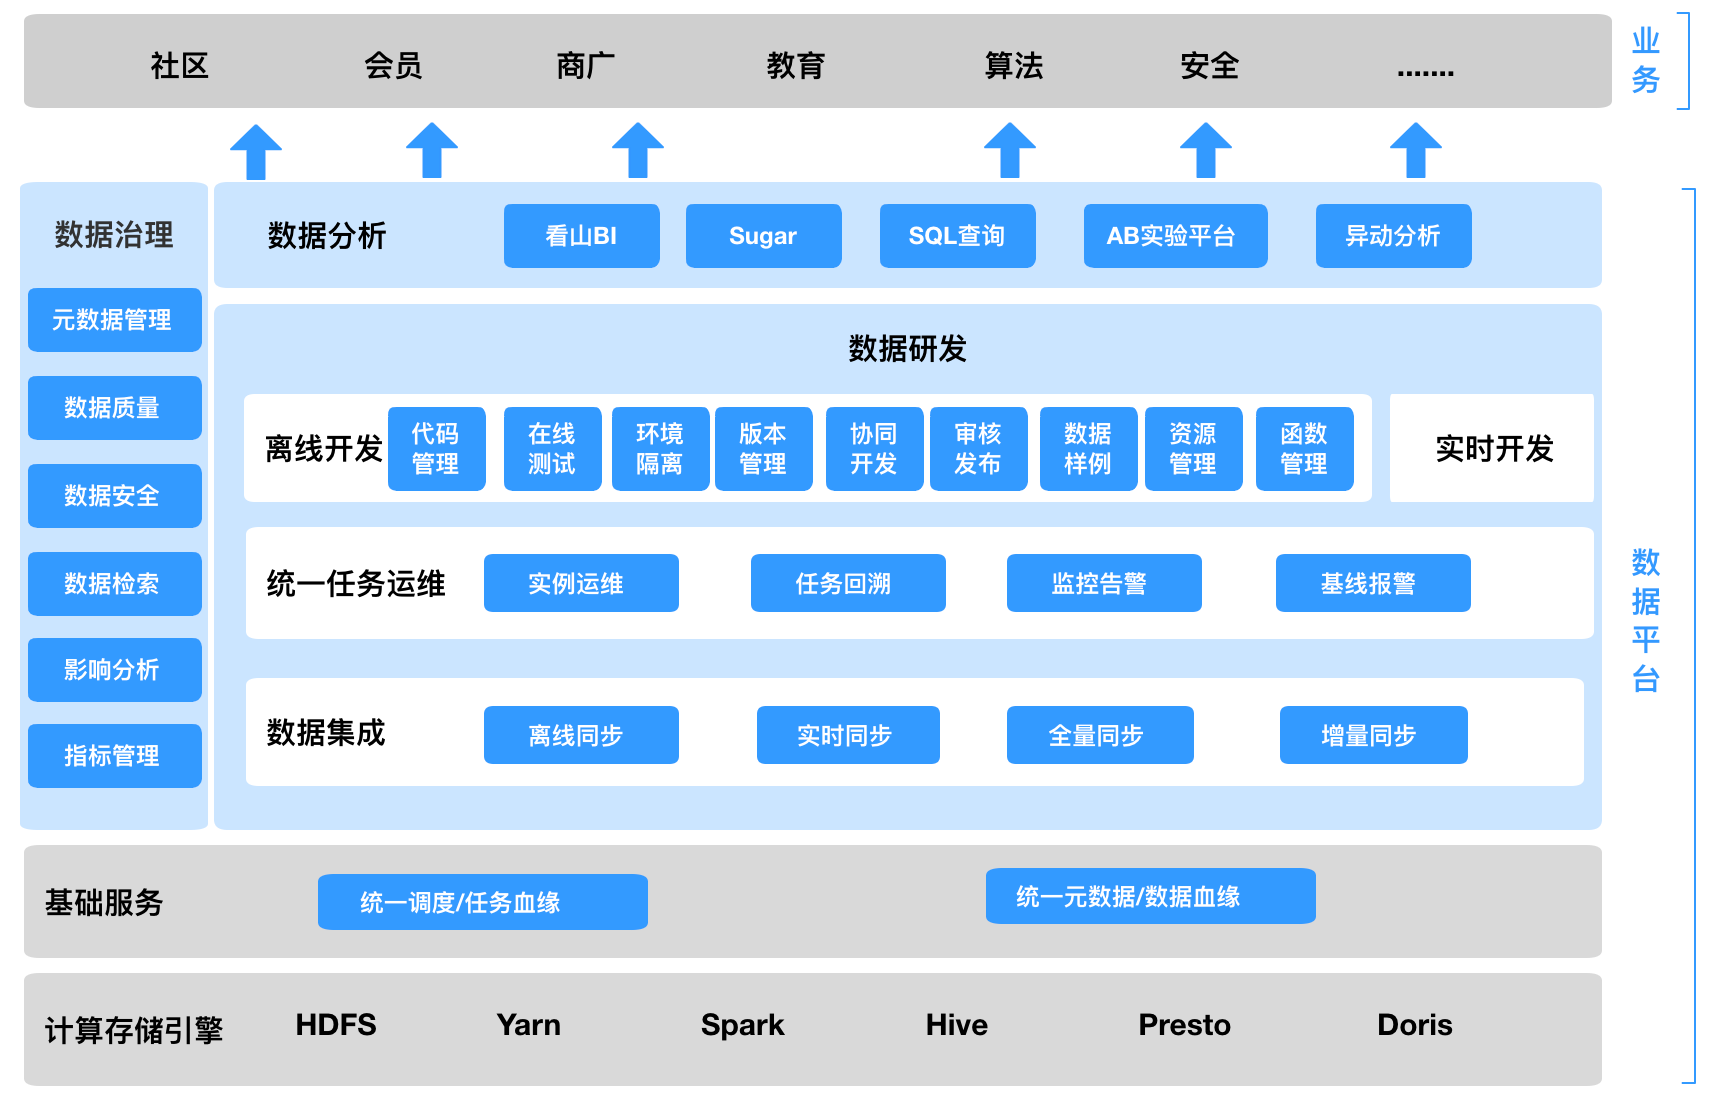 社区 会员 商广 教育 算法 安全 .......
业
务
数据治理
元数据管理
数据质量
数据安全
数据检索
影响分析
指标管理
数据分析 看山BI Sugar SQL查询 AB实验平台 异动分析
数据研发
离线开发
代码
管理
在线
测试
环境
隔离
版本
管理
协同
开发
审核
发布
数据
样例
资源
管理
函数
管理
实时开发
统一任务运维 实例运维 任务回溯 监控告警 基线报警
数据集成 离线同步 实时同步 全量同步 增量同步
数
据
平
台
基础服务 统一调度/任务血缘 统一元数据/数据血缘
计算存储引擎 HDFS Yarn Spark Hive Presto Doris